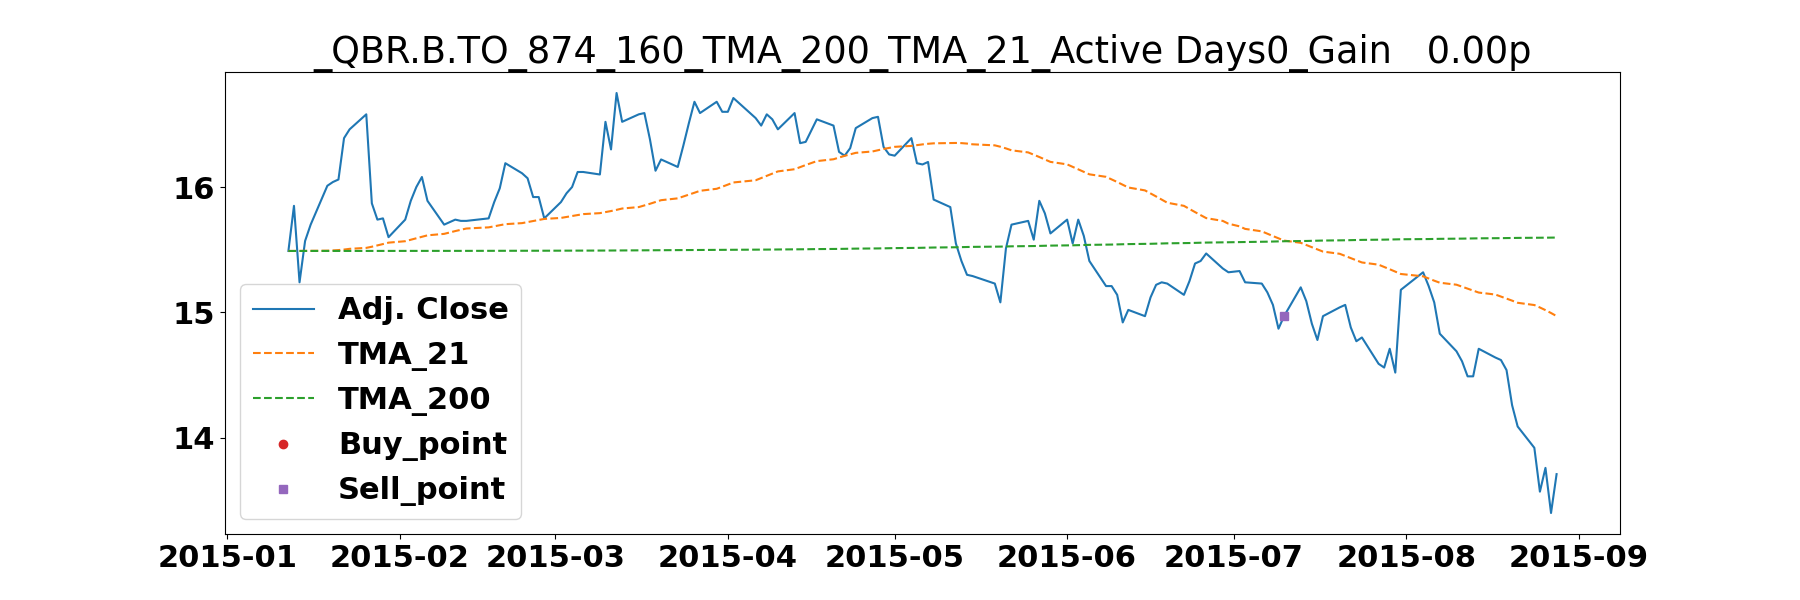 _QBR.B.TO_874_160_TMA_200_TMA_21_Active Days0_Gain   0.00p
16
15
14
Adj. Close
TMA_21
TMA_200
Buy_point
Sell_point
2015-01 2015-02 2015-03 2015-04 2015-05 2015-06 2015-07 2015-08 2015-09